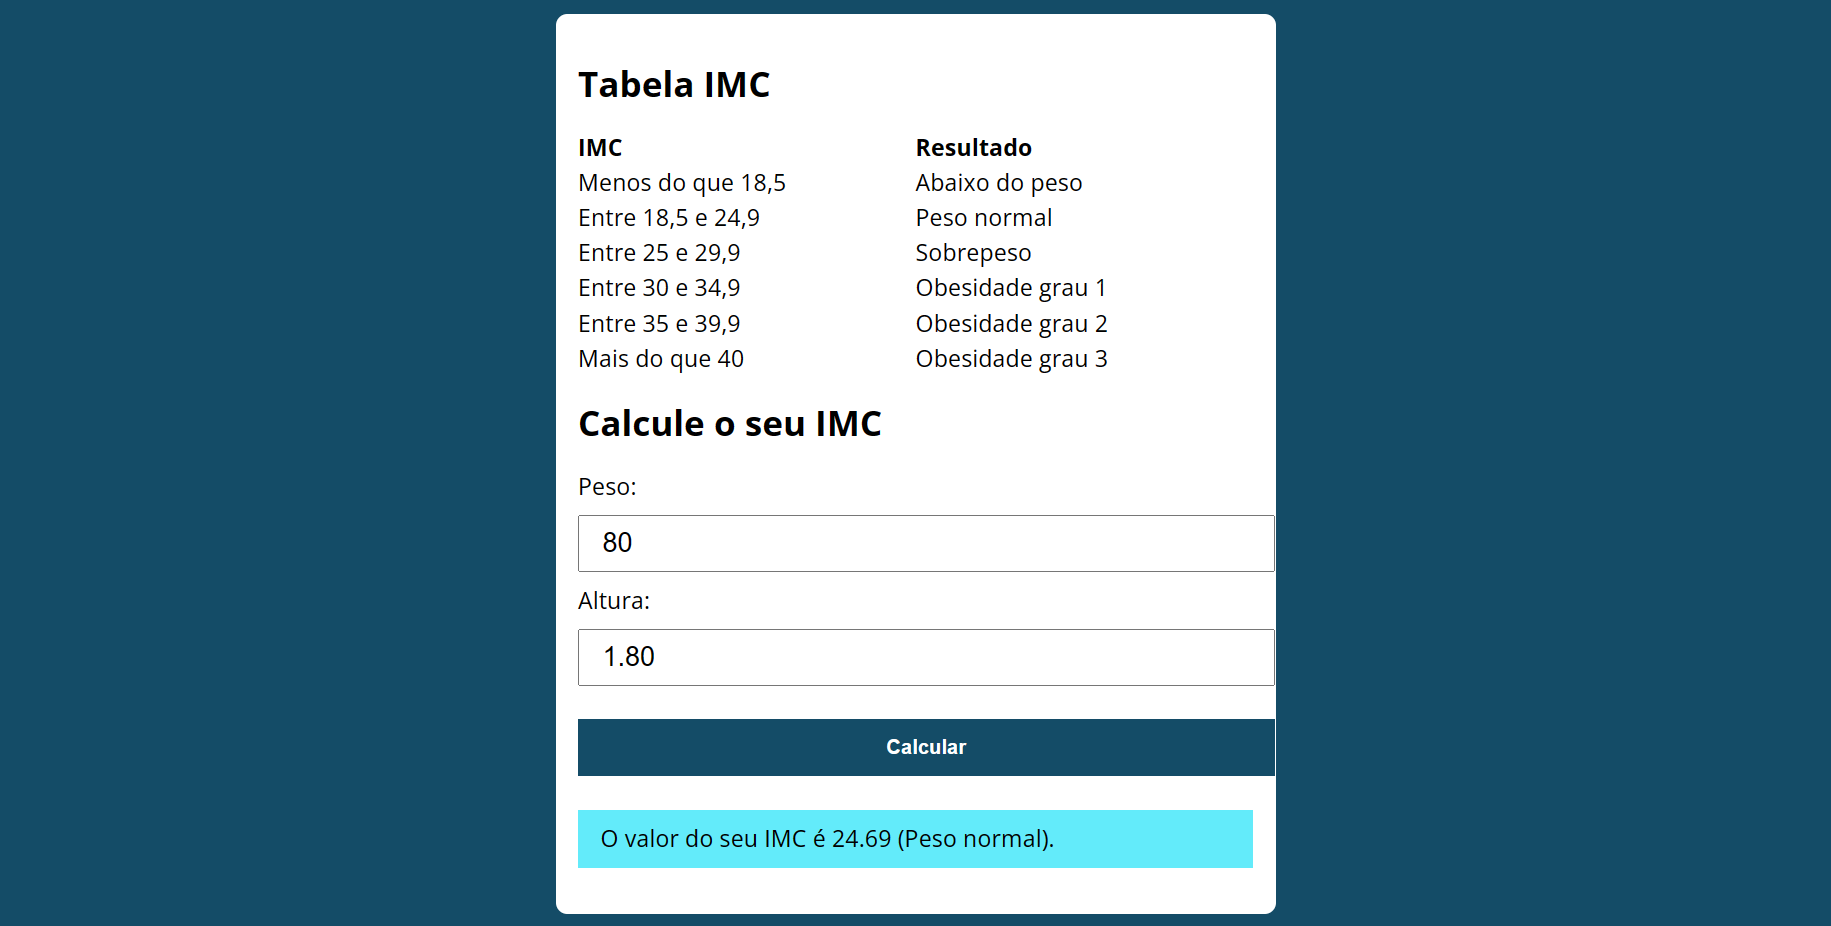 Tabela IMC
IMC Resultado
Menos do que 18,5 Abaixo do peso
Entre 18,5 e 24,9 Peso normal
Entre 25 e 29,9 Sobrepeso
Entre 30 e 34,9 Obesidade grau 1
Entre 35 e 39,9 Obesidade grau 2
Mais do que 40 Obesidade grau 3
Calcule o seu IMC
Peso:
80
Altura:
1.80
Calcular
O valor do seu IMC é 24.69 (Peso normal).